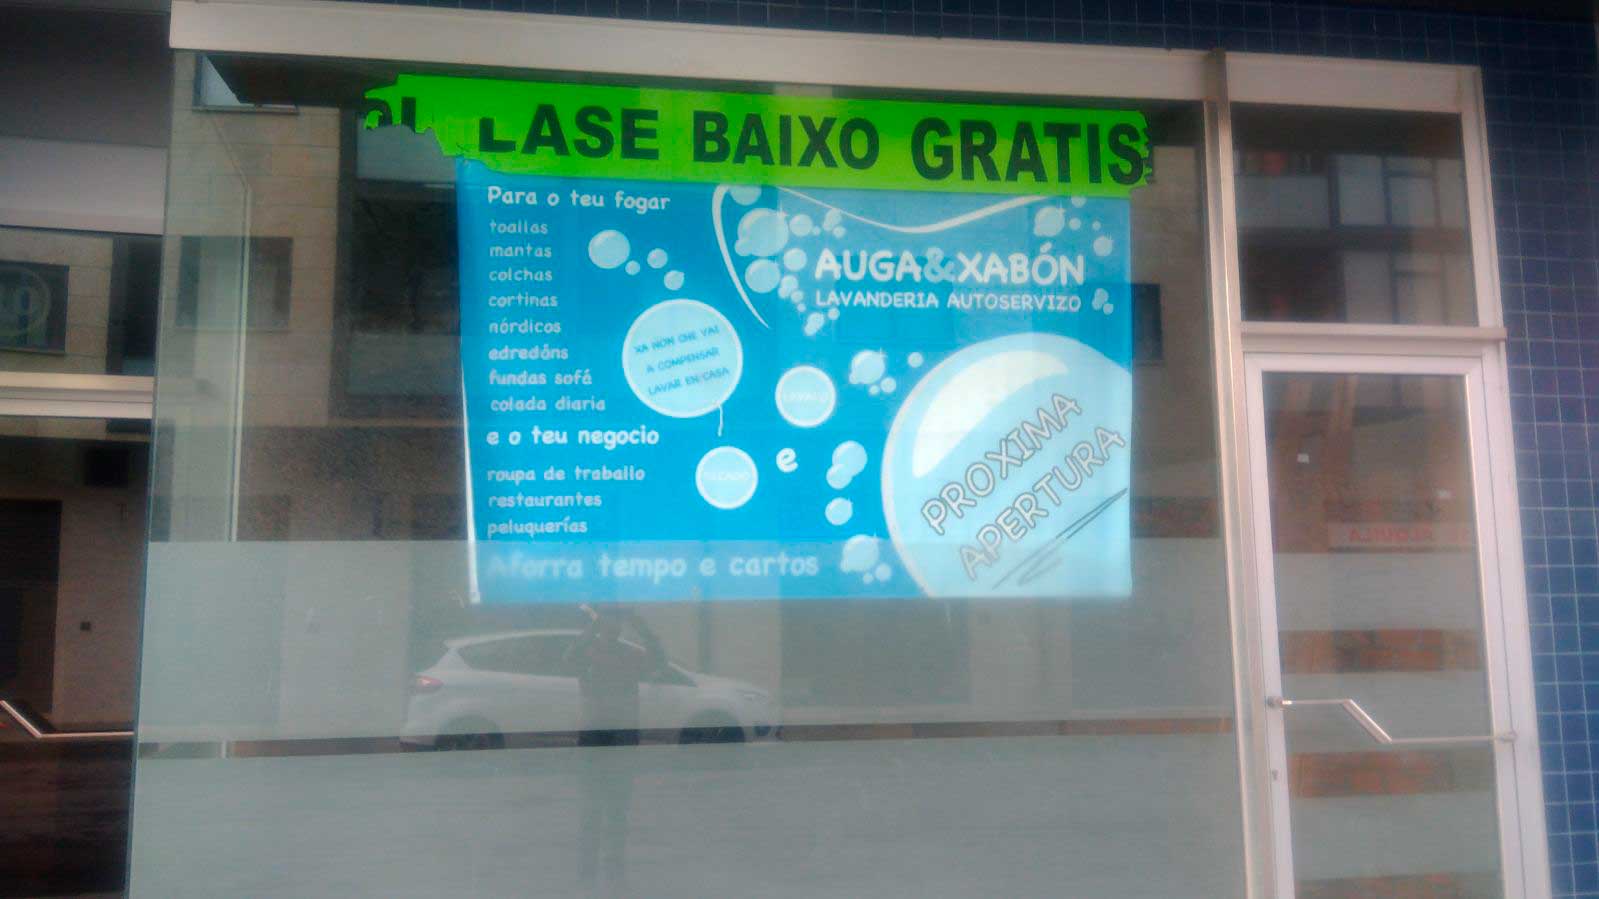 LASE BAIXO GRATIS
Para o teu fogar
toallas
mantas
colchas
cortinas
nórdicos
edredóns
fundas sofá
colada diaria
e o teu negocio
roupa de traballo
restaurantes
peluquerías
Aforra tempo e cartos
XA NON CHE VAI
A COMPENSAR
LAVAR EN CASA
LAVADO
e
SECADO
AUGA&XABÓN
LAVANDERIA AUTOSERVIZO
PROXIMA
APERTURA